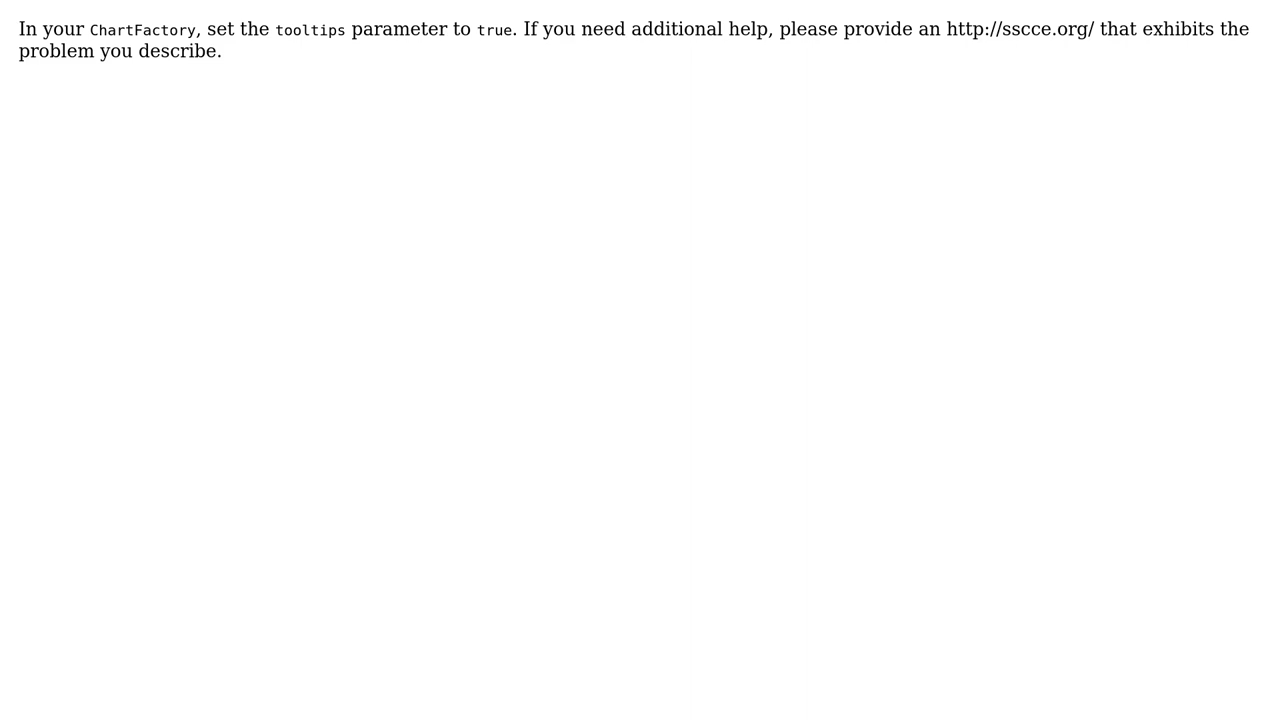 In your ChartFactory, set the tooltips parameter to true. If you need additional help, please provide an http://sscce.org/ that exhibits the
problem you describe.